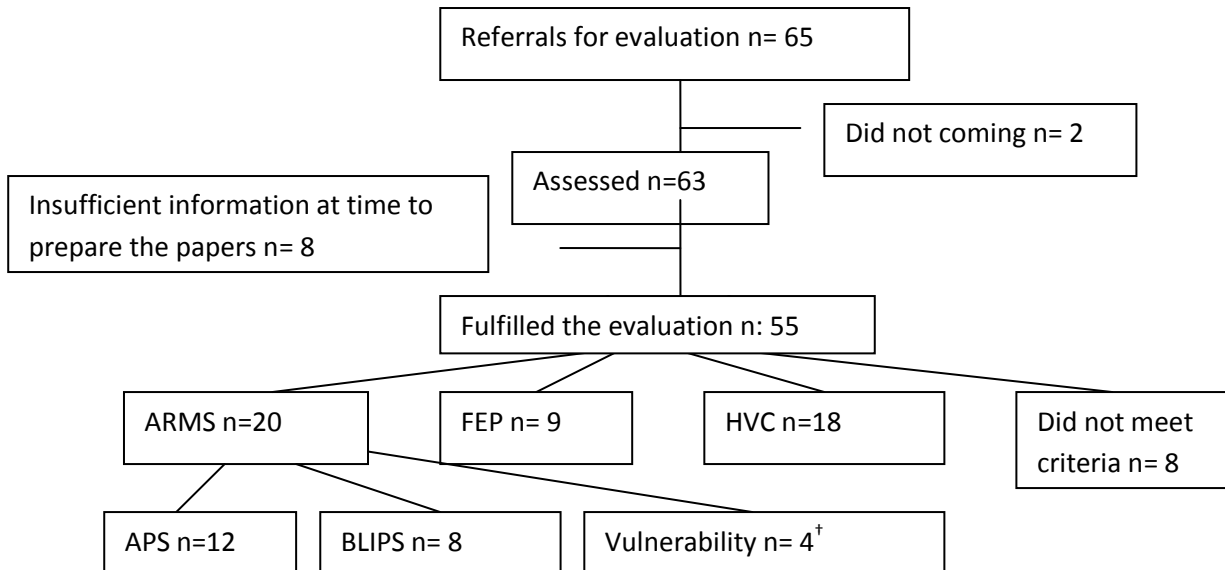 Referrals for evaluation n= 65
Did not coming n= 2
Assessed n=63
Insufficient information at time to
prepare the papers n= 8
Fulfilled the evaluation n: 55
ARMS n=20
FEP n= 9
HVC n=18
Did not meet
criteria n= 8
APS n=12
BLIPS n= 8
Vulnerability n= 4†